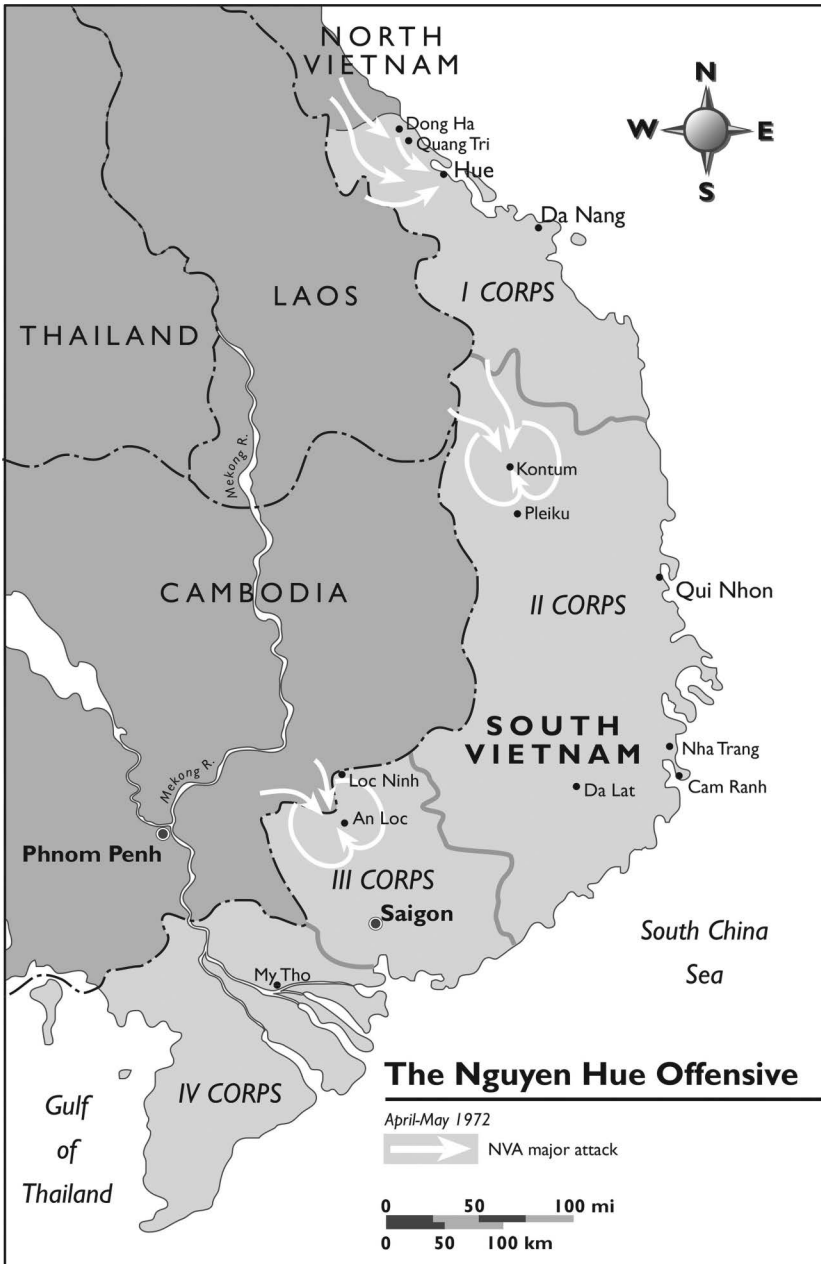 NORTH
VIETNAM
N
W
E
S
Dong Ha
Quang Tri
Hue
Da Nang
I CORPS
LAOS
THAILAND
Mekong R.
Kontum
Pleiku
CAMBODIA
II CORPS
Qui Nhon
SOUTH
VIETNAM
Nha Trang
Cam Ranh
Da Lat
Mekong R.
Loc Ninh
An Loc
Phnom Penh
III CORPS
Saigon
South China
Sea
My Tho
IV CORPS
Gulf
of
Thailand
The Nguyen Hue Offensive
April-May 1972
NVA major attack
0 50 100 mi
0 50 100 km